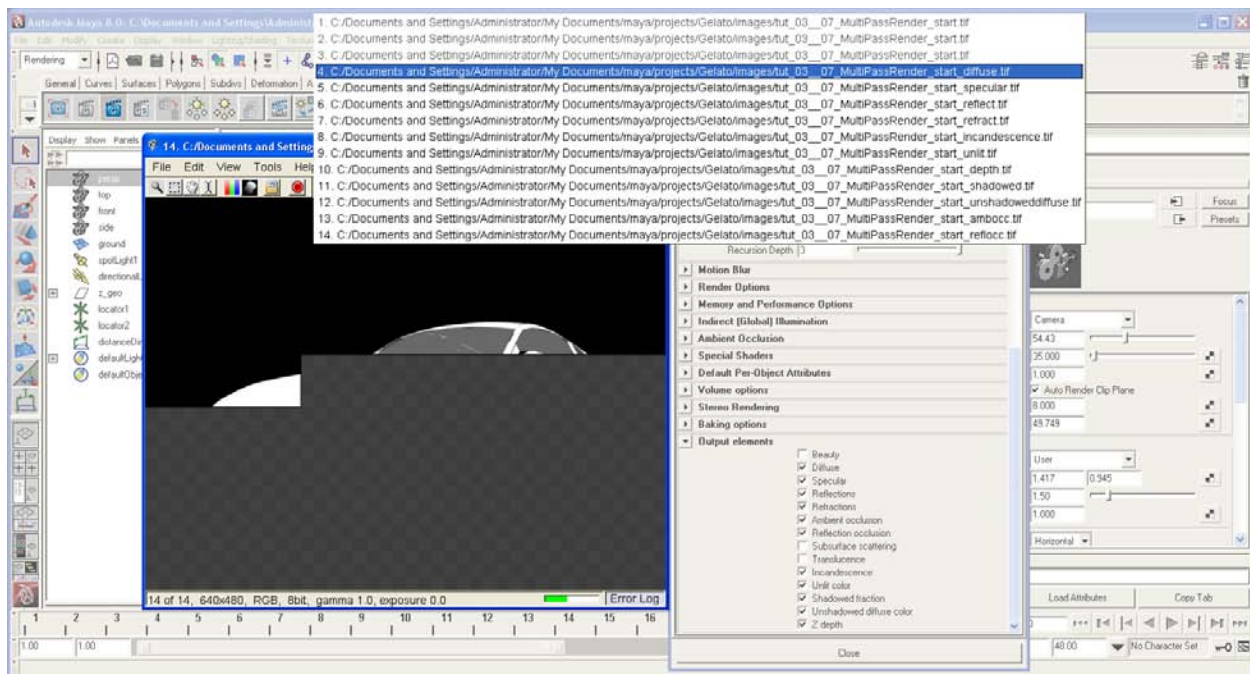 Autodesk Maya 8.0: C:\Documents and Settings\Administ
File Edit Modify Create Display Window Lighting/Shading
1. C:/Documents and Settings/Administrator/My Documents/maya/projects/Gelato/images/tut_03__07_MultiPassRender_start.tif
2. C:/Documents and Settings/Administrator/My Documents/maya/projects/Gelato/images/tut_03__07_MultiPassRender_start.tif
3. C:/Documents and Settings/Administrator/My Documents/maya/projects/Gelato/images/tut_03__07_MultiPassRender_start.tif
4. C:/Documents and Settings/Administrator/My Documents/maya/projects/Gelato/images/tut_03__07_MultiPassRender_start_diffuse.tif
5. C:/Documents and Settings/Administrator/My Documents/maya/projects/Gelato/images/tut_03__07_MultiPassRender_start_specular.tif
6. C:/Documents and Settings/Administrator/My Documents/maya/projects/Gelato/images/tut_03__07_MultiPassRender_start_reflect.tif
7. C:/Documents and Settings/Administrator/My Documents/maya/projects/Gelato/images/tut_03__07_MultiPassRender_start_refract.tif
8. C:/Documents and Settings/Administrator/My Documents/maya/projects/Gelato/images/tut_03__07_MultiPassRender_start_incandescence.tif
9. C:/Documents and Settings/Administrator/My Documents/maya/projects/Gelato/images/tut_03__07_MultiPassRender_start_unlit.tif
10. C:/Documents and Settings/Administrator/My Documents/maya/projects/Gelato/images/tut_03__07_MultiPassRender_start_depth.tif
11. C:/Documents and Settings/Administrator/My Documents/maya/projects/Gelato/images/tut_03__07_MultiPassRender_start_shadowed.tif
12. C:/Documents and Settings/Administrator/My Documents/maya/projects/Gelato/images/tut_03__07_MultiPassRender_start_unshadoweddiffuse.tif
13. C:/Documents and Settings/Administrator/My Documents/maya/projects/Gelato/images/tut_03__07_MultiPassRender_start_ambocc.tif
14. C:/Documents and Settings/Administrator/My Documents/maya/projects/Gelato/images/tut_03__07_MultiPassRender_start_reflocc.tif
Rendering
General Curves Surfaces Polygons Subdivs Deformation A
Display Show Panels
persp
top
front
side
ground
spotLight1
directionalL
z_geo
locator1
locator2
distanceDi
defaultLigh
defaultObje
14. C:/Documents and Setting
File Edit View Tools Help
14 of 14, 640x480, RGB, 8bit, gamma 1.0, exposure 0.0
Error Log
Recursion Depth 3
Motion Blur
Render Options
Memory and Performance Options
Indirect (Global) Illumination
Ambient Occlusion
Special Shaders
Default Per-Object Attributes
Volume options
Stereo Rendering
Baking options
Output elements
Beauty
Diffuse
Specular
Reflections
Refractions
Ambient occlusion
Reflection occlusion
Subsurface scattering
Translucence
Incandescence
Unlit color
Shadowed fraction
Unshadowed diffuse color
Z depth
Close
Focus
Presets
Camera
54.43
35.000
1.000
Auto Render Clip Plane
8.000
49.749
User
1.417 0.945
1.50
1.000
Horizontal
Load Attributes Copy Tab
1 2 3 4 5 6 7 8 9 10 11 12 13 14 15 16
1.00 1.00
48.00 No Character Set